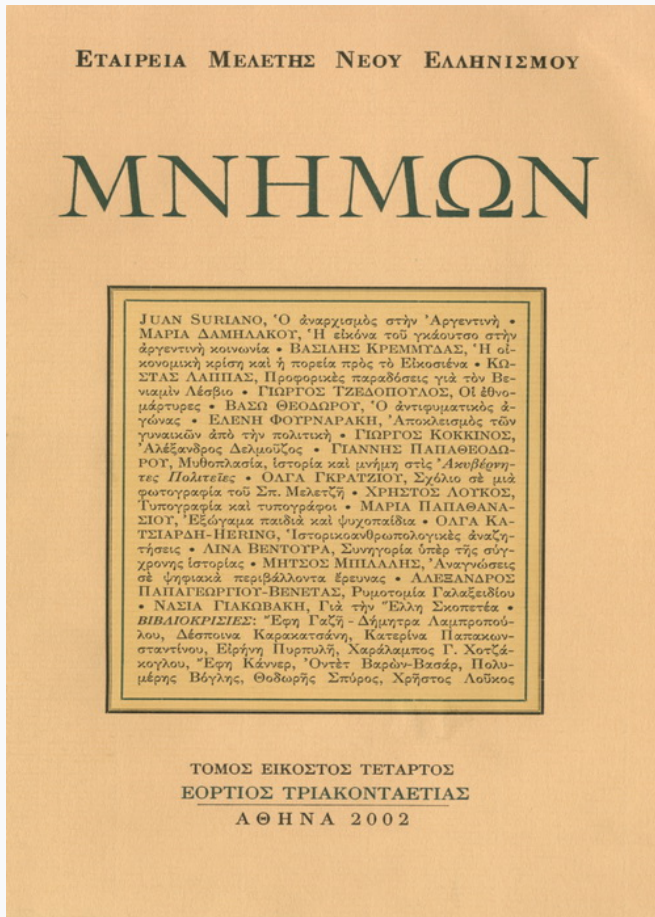 ΕΤΑΙΡΕΙΑ ΜΕΛΕΤΗΣ ΝΕΟΥ ΕΛΛΗΝΙΣΜΟΥ
ΜΝΗΜΩΝ
JUAN SURIANO, Ὁ ἀναρχισμὸς στὴν Ἀργεντινὴ •
ΜΑΡΙΑ ΔΑΜΗΛΑΚΟΥ, Ἡ εἰκόνα τοῦ γκάουτσο στὴν
ἀργεντινὴ κοινωνία • ΒΑΣΙΛΗΣ ΚΡΕΜΜΥΔΑΣ, Ἡ οἰ-
κονομικὴ κρίση καὶ ἡ πορεία πρὸς τὸ Εἰκοσιένα • ΚΩ-
ΣΤΑΣ ΛΑΠΠΑΣ, Προφορικὲς παραδόσεις γιὰ τὸν Βε-
νιαμὶν Λέσβιο • ΓΙΩΡΓΟΣ ΤΖΕΔΟΠΟΥΛΟΣ, Οἱ ἐθνο-
μάρτυρες • ΒΑΣΩ ΘΕΟΔΩΡΟΥ, Ὁ ἀντιφυματικὸς ἀ-
γώνας • ΕΛΕΝΗ ΦΟΥΡΝΑΡΑΚΗ, Ἀποκλεισμὸς τῶν
γυναικῶν ἀπὸ τὴν πολιτικὴ • ΓΙΩΡΓΟΣ ΚΟΚΚΙΝΟΣ,
Ἀλέξανδρος Δελμοῦζος • ΓΙΑΝΝΗΣ ΠΑΠΑΘΕΟΔΩ-
ΡΟΥ, Μυθοπλασία, ἱστορία καὶ μνήμη στὶς Ἀκυβέρνη-
τες Πολιτεῖες • ΟΛΓΑ ΓΚΡΑΤΖΙΟΥ, Σχόλιο σὲ μιὰ
φωτογραφία τοῦ Σπ. Μελετζῆ • ΧΡΗΣΤΟΣ ΛΟΥΚΟΣ,
Τυπογραφία καὶ τυπογράφοι • ΜΑΡΙΑ ΠΑΠΑΘΑΝΑ-
ΣΙΟΥ, Ἐξώγαμα παιδιὰ καὶ ψυχοπαίδια • ΟΛΓΑ ΚΑ-
ΤΣΙΑΡΔΗ-HERING, Ἱστορικοανθρωπολογικὲς ἀναζη-
τήσεις • ΛΙΝΑ ΒΕΝΤΟΥΡΑ, Συνηγορία ὑπὲρ τῆς σύγ-
χρονης ἱστορίας • ΜΗΤΣΟΣ ΜΠΙΛΑΛΗΣ, Ἀναγνώσεις
σὲ ψηφιακὰ περιβάλλοντα ἔρευνας • ΑΛΕΞΑΝΔΡΟΣ
ΠΑΠΑΓΕΩΡΓΙΟΥ-ΒΕΝΕΤΑΣ, Ρυμοτομία Γαλαξειδίου
• ΝΑΣΙΑ ΓΙΑΚΩΒΑΚΗ, Γιὰ τὴν Ἕλλη Σκοπετέα •
ΒΙΒΛΙΟΚΡΙΣΙΕΣ: Ἔφη Γαζῆ - Δήμητρα Λαμπροπού-
λου, Δέσποινα Καρακατσάνη, Κατερίνα Παπακων-
σταντίνου, Εἰρήνη Πυρπυλῆ, Χαράλαμπος Γ. Χοτζά-
κογλου, Ἔφη Κάννερ, Ὀντὲτ Βαρὼν-Βασάρ, Πολυ-
μέρης Βόγλης, Θοδωρῆς Σπύρος, Χρῆστος Λοῦκος
ΤΟΜΟΣ ΕΙΚΟΣΤΟΣ ΤΕΤΑΡΤΟΣ
ΕΟΡΤΙΟΣ ΤΡΙΑΚΟΝΤΑΕΤΙΑΣ
ΑΘΗΝΑ 2002